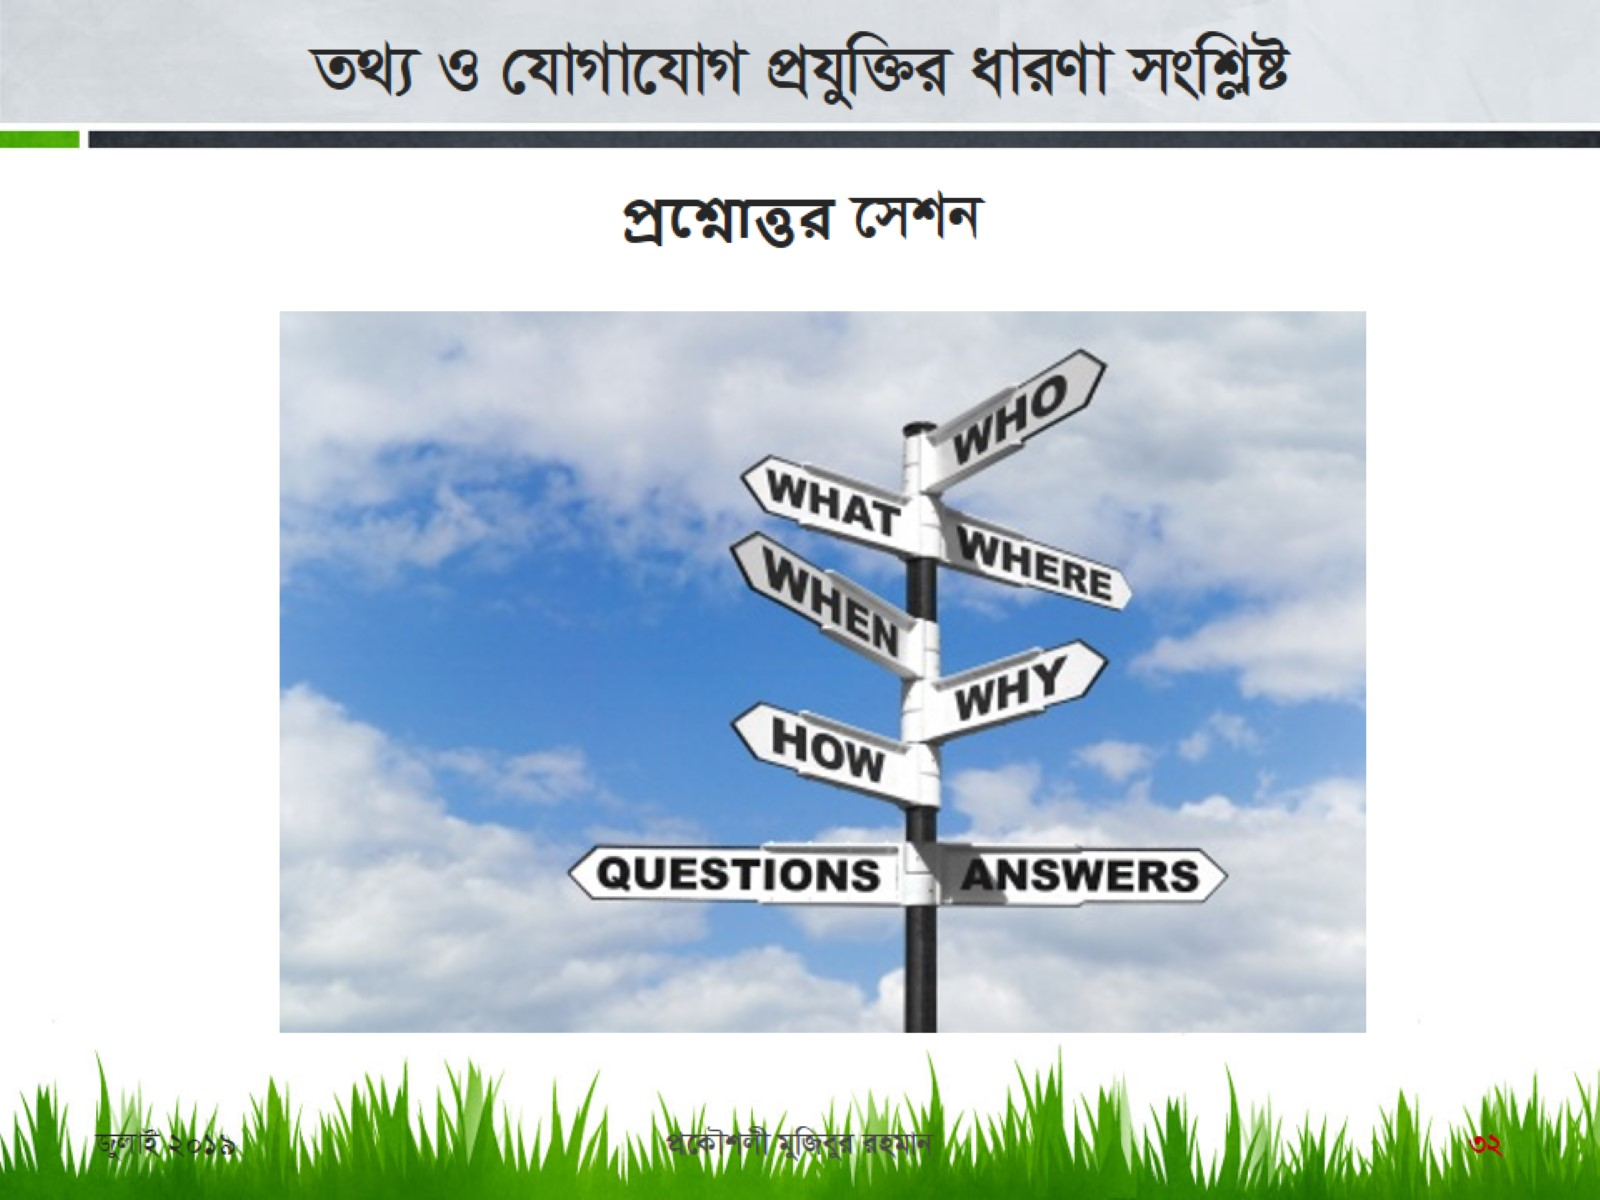 তথ্য ও যোগাযোগ প্রযুক্তির ধারণা সংশ্লিষ্ট
প্রশ্নোত্তর সেশন
WHO
WHAT
WHERE
WHEN
WHY
HOW
QUESTIONS ANSWERS
জুলাই ২০১৯ প্রকৌশলী মুজিবুর রহমান ৩২